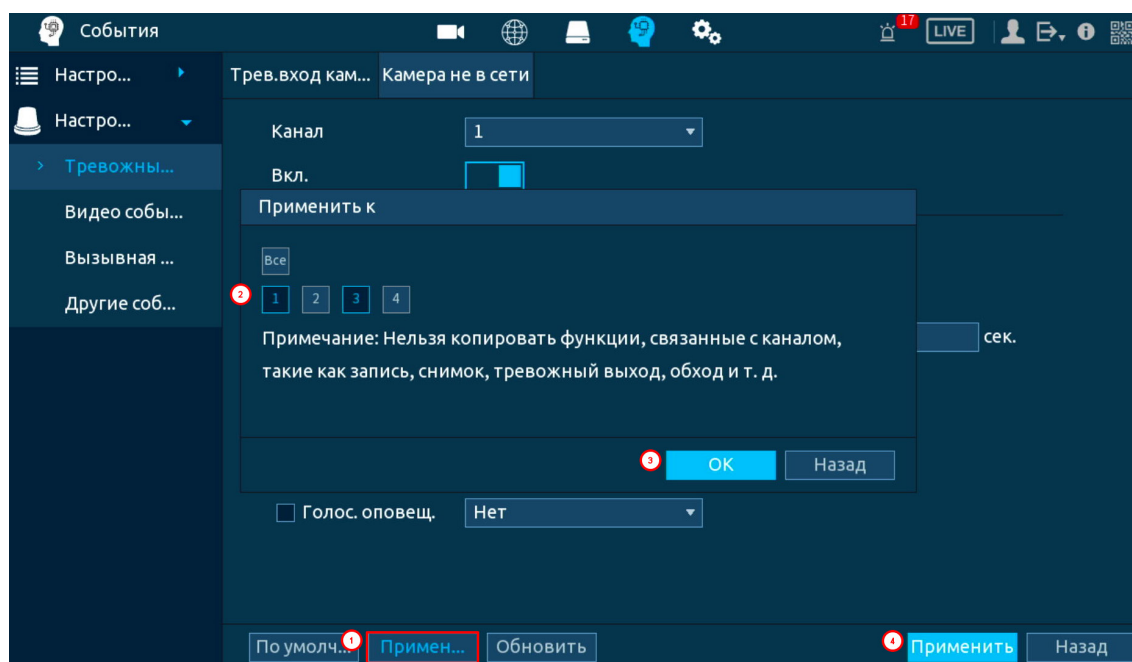 События
17
LIVE
Настро...
Трев.вход кам...
Камера не в сети
Настро...
Канал
1
Тревожны...
Вкл.
Видео собы...
Применить к
Вызывная ...
Все
Другие соб...
2
1
2
3
4
Примечание: Нельзя копировать функции, связанные с каналом,
сек.
такие как запись, снимок, тревожный выход, обход и т. д.
3
OK
Назад
Голос. оповещ.
Нет
По умолч...
1
Примен...
Обновить
4
Применить
Назад